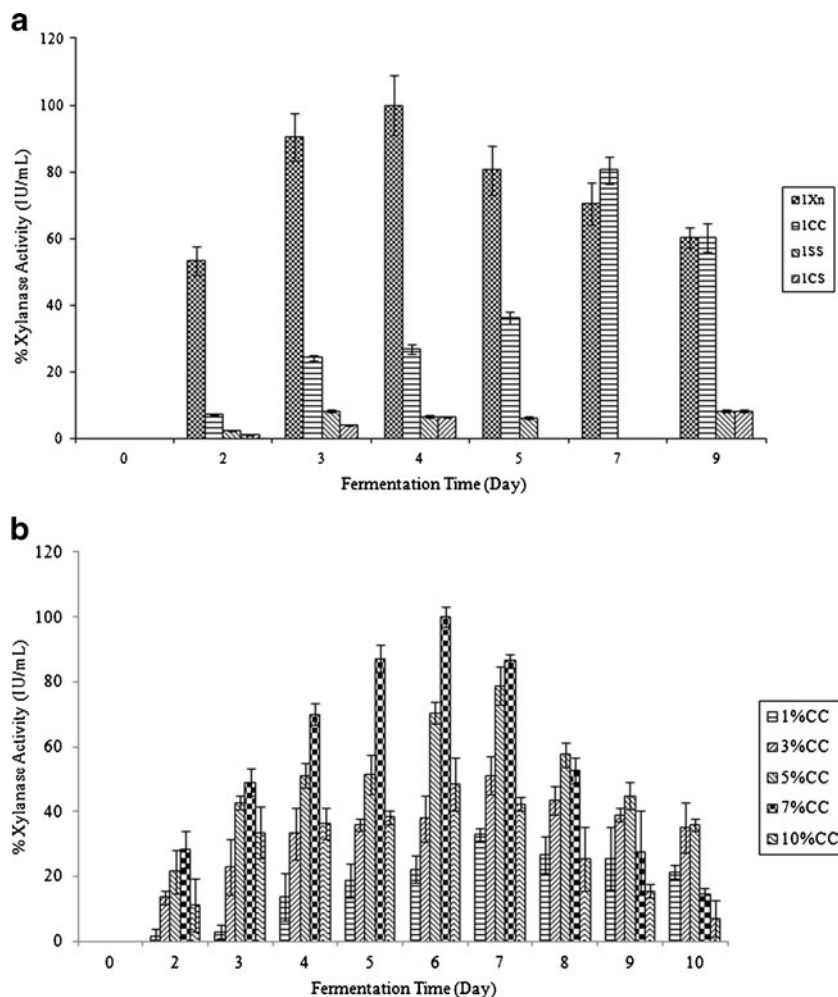 a
120
100
80
60
40
20
0
% Xylanase Activity (IU/mL)
0 2 3 4 5 7 9
Fermentation Time (Day)
1Xn
1CC
1SS
1CS
b
120
100
80
60
40
20
0
% Xylanase Activity (IU/mL)
0 2 3 4 5 6 7 8 9 10
Fermentation Time (Day)
1%CC
3%CC
5%CC
7%CC
10%CC